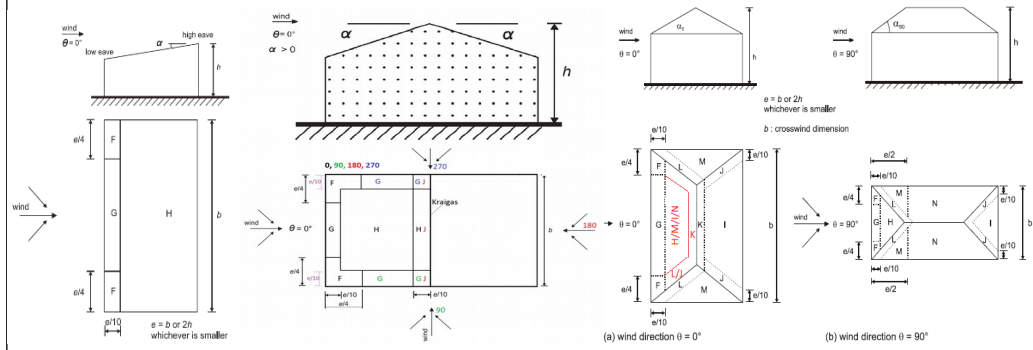 wind
θ = 0°
low eave
high eave
α
h
e/4
F
G
H
b
wind
F
e/4
e/10
e = b or 2h
whichever is smaller
wind
θ = 0°
α > 0
α
α
h
0, 90, 180, 270
270
e/10
F
G
G J
e/4
Kraigas
wind
θ = 0°
G
H
H J
b
180
e/4
e/10
F
G
G J
e/10
e/4
90
wind
wind
θ = 0°
α₀
h
e = b or 2h
whichever is smaller
b : crosswind dimension
e/10
e/4
F
L
M
J
e/10
G
H/M/I/N
K
K
I
b
θ = 0°
L/I
e/4
F
L
M
J
e/10
e/10
(a) wind direction θ = 0°
wind
θ = 90°
α₉₀
h
e/2
e/10
e/4
F
L
M
N
J
e/10
wind
θ = 90°
G
H
I
b
e/4
F
L
M
N
J
e/10
e/10
e/2
(b) wind direction θ = 90°